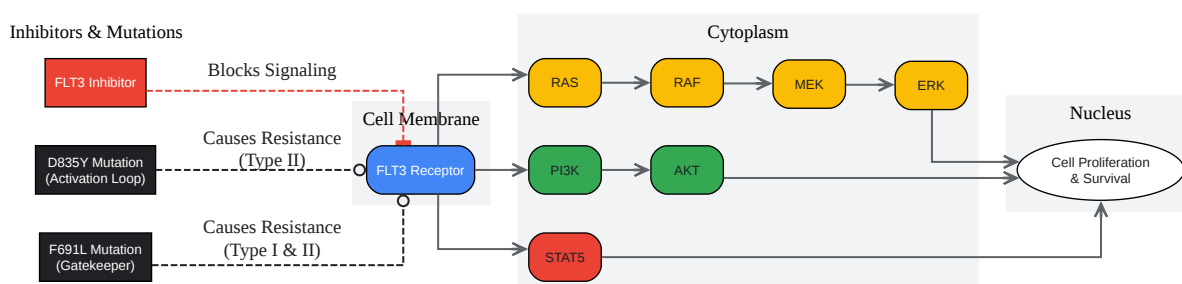 Inhibitors & Mutations
Cytoplasm
FLT3 Inhibitor
Blocks Signaling
RAS
RAF
MEK
ERK
Cell Membrane
Nucleus
D835Y Mutation
(Activation Loop)
Causes Resistance
(Type II)
FLT3 Receptor
PI3K
AKT
Cell Proliferation
& Survival
F691L Mutation
(Gatekeeper)
Causes Resistance
(Type I & II)
STAT5